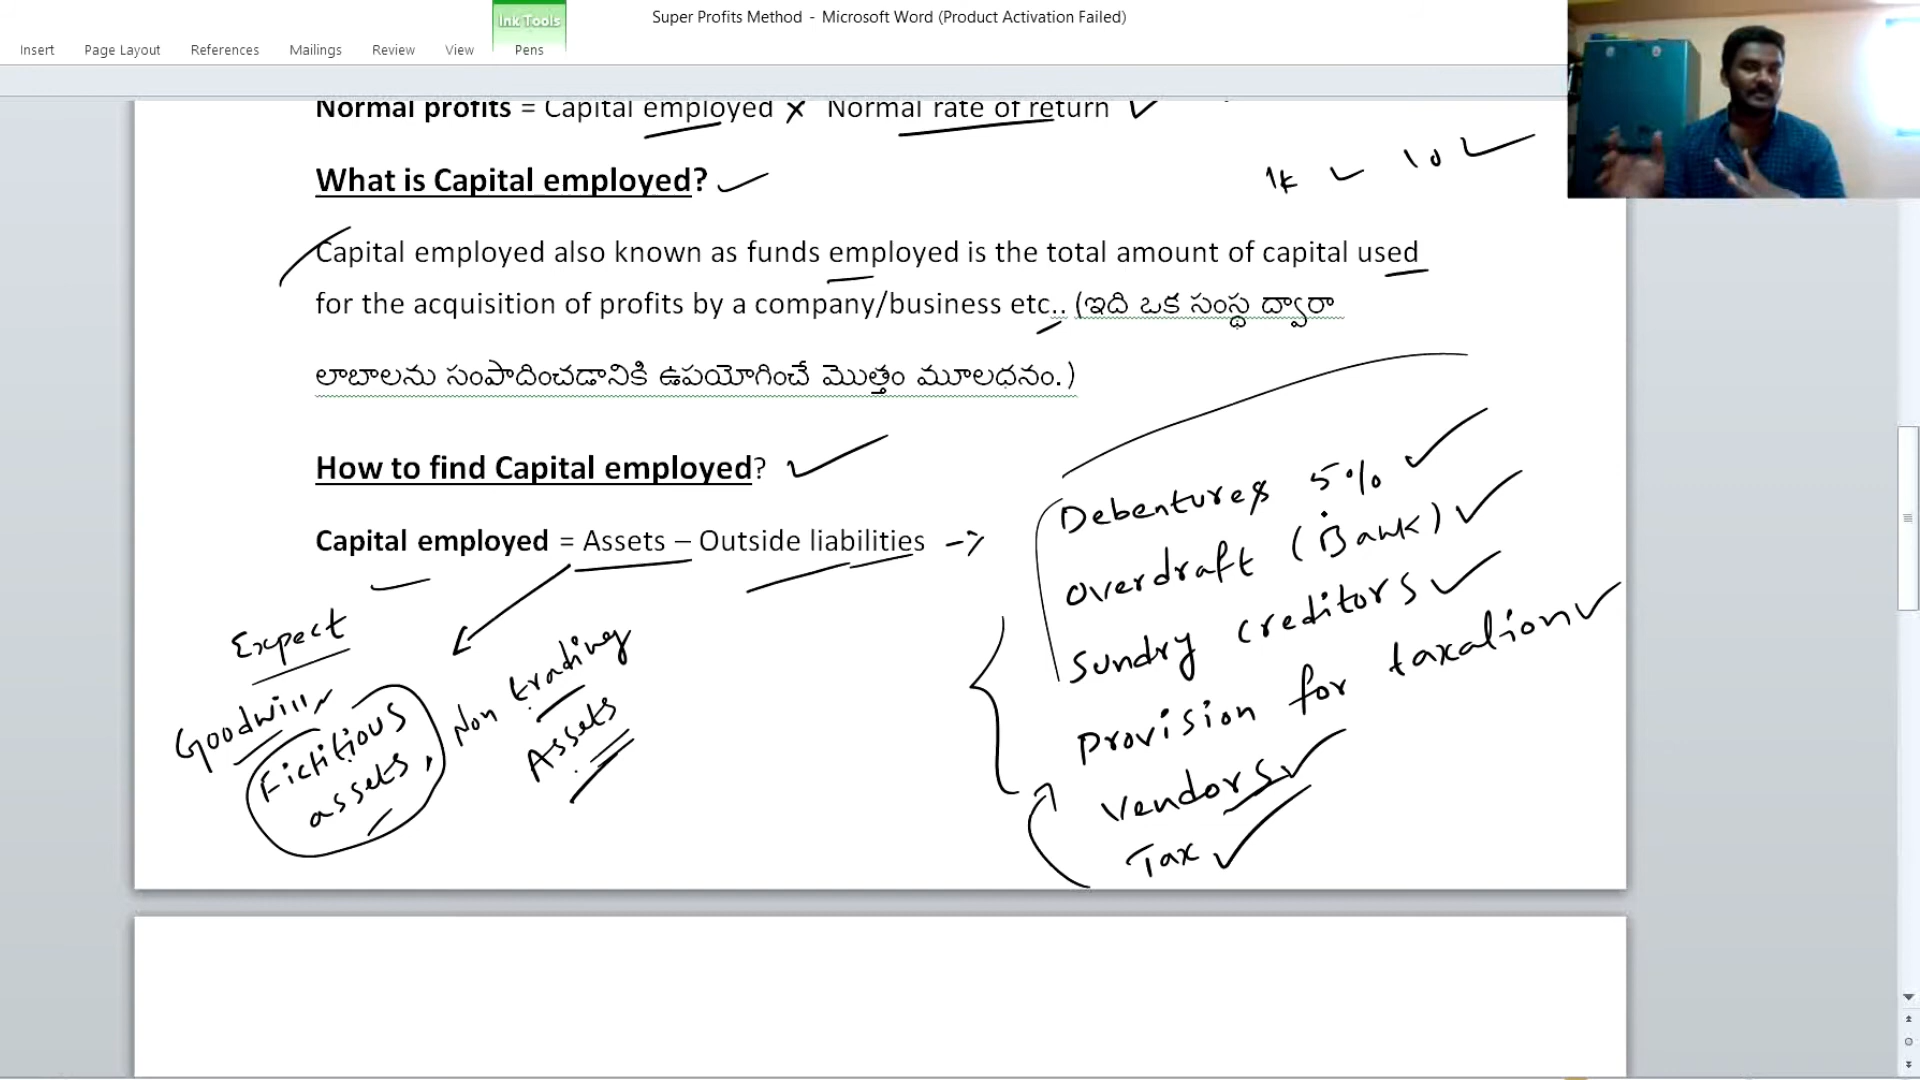 Ink Tools
Super Profits Method - Microsoft Word (Product Activation Failed)
Insert Page Layout References Mailings Review View Pens
Normal profits = Capital employed × Normal rate of return
What is Capital employed?
1k 10
Capital employed also known as funds employed is the total amount of capital used
for the acquisition of profits by a company/business etc.. (ఇది ఒక సంస్థ ద్వారా
లాబాలను సంపాదించడానికి ఉపయోగించే మొత్తం మూలధనం.)
How to find Capital employed?
Capital employed = Assets – Outside liabilities ->
Debentures 5%
Overdraft (Bank)
Sundry creditors
Provision for taxation
Vendors
Tax
Expect
Goodwill
Fictitious
assets,
Non trading
Assets